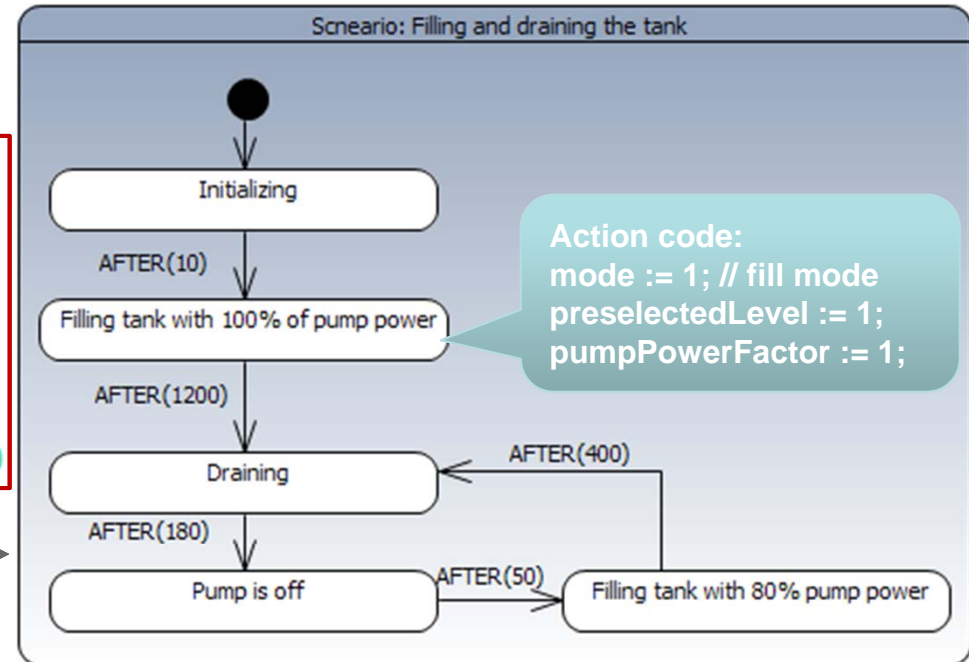 Scneario: Filling and draining the tank
Initializing
AFTER(10)
Filling tank with 100% of pump power
Action code:
mode := 1; // fill mode
preselectedLevel := 1;
pumpPowerFactor := 1;
AFTER(1200)
Draining
AFTER(400)
AFTER(180)
Pump is off
AFTER(50)
Filling tank with 80% pump power